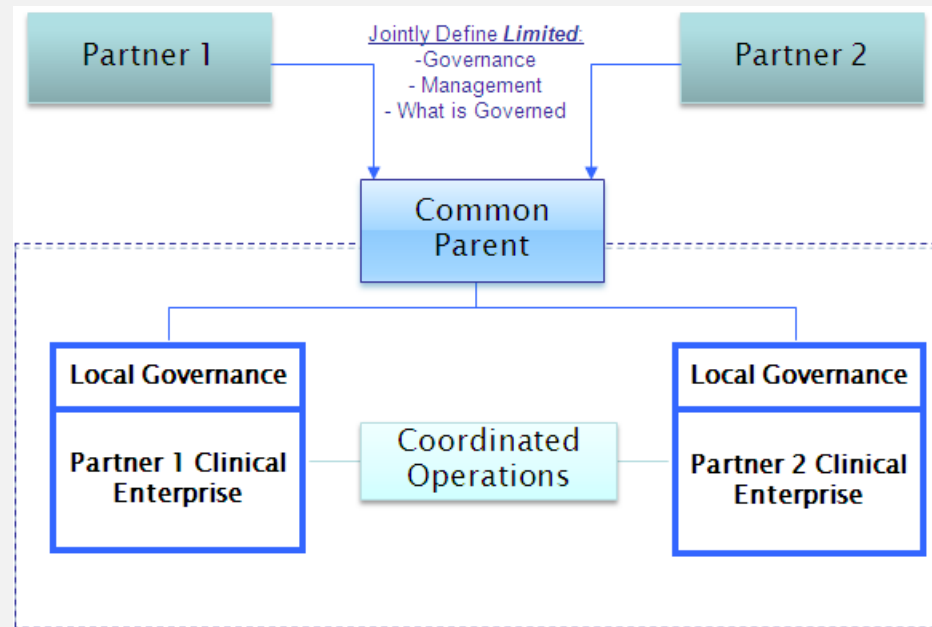 Partner 1
Jointly Define Limited:
-Governance
- Management
- What is Governed
Partner 2
Common
Parent
Local Governance
Partner 1 Clinical
Enterprise
Coordinated
Operations
Local Governance
Partner 2 Clinical
Enterprise